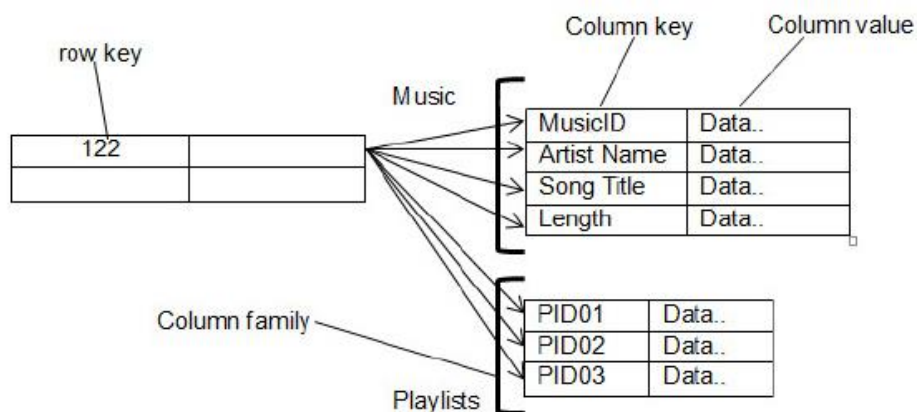 Column key
Column value
row key
Music
122
MusicID Data..
Artist Name Data..
Song Title Data..
Length Data..
Column family
PID01 Data..
PID02 Data..
PID03 Data..
Playlists